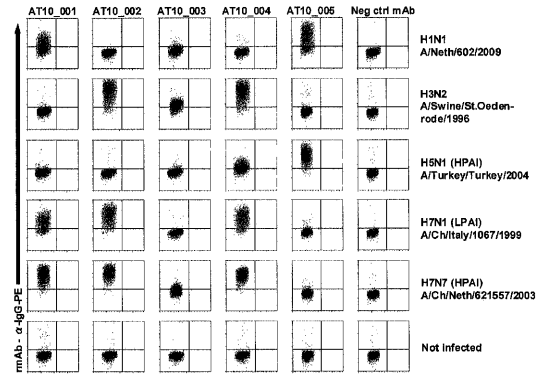 AT10_001 AT10_002 AT10_003 AT10_004 AT10_005 Neg ctrl mAb
H1N1
A/Neth/602/2009
H3N2
A/Swine/St.Oeden-
rode/1996
H5N1 (HPAI)
A/Turkey/Turkey/2004
H7N1 (LPAI)
A/Ch/Italy/1067/1999
H7N7 (HPAI)
A/Ch/Neth/621557/2003
Not infected
rmAb - α-IgG-PE